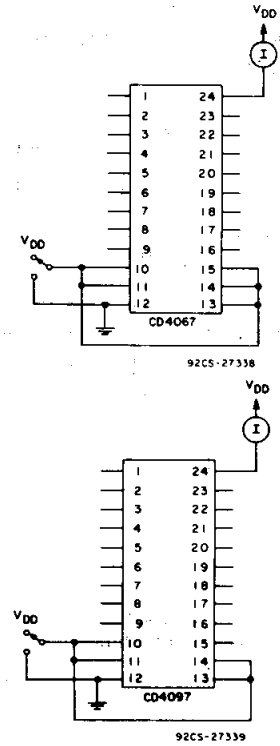 VDD
I
1 24
2 23
3 22
4 21
5 20
6 19
7 18
8 17
9 16
VDD
10 15
11 14
12 13
CD4067
92CS-27338
VDD
I
1 24
2 23
3 22
4 21
5 20
6 19
7 18
8 17
9 16
VDD
10 15
11 14
12 13
CD4097
92CS-27339